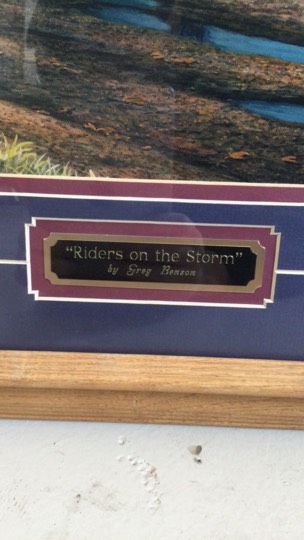 "Riders on the Storm"
by Greg Benson